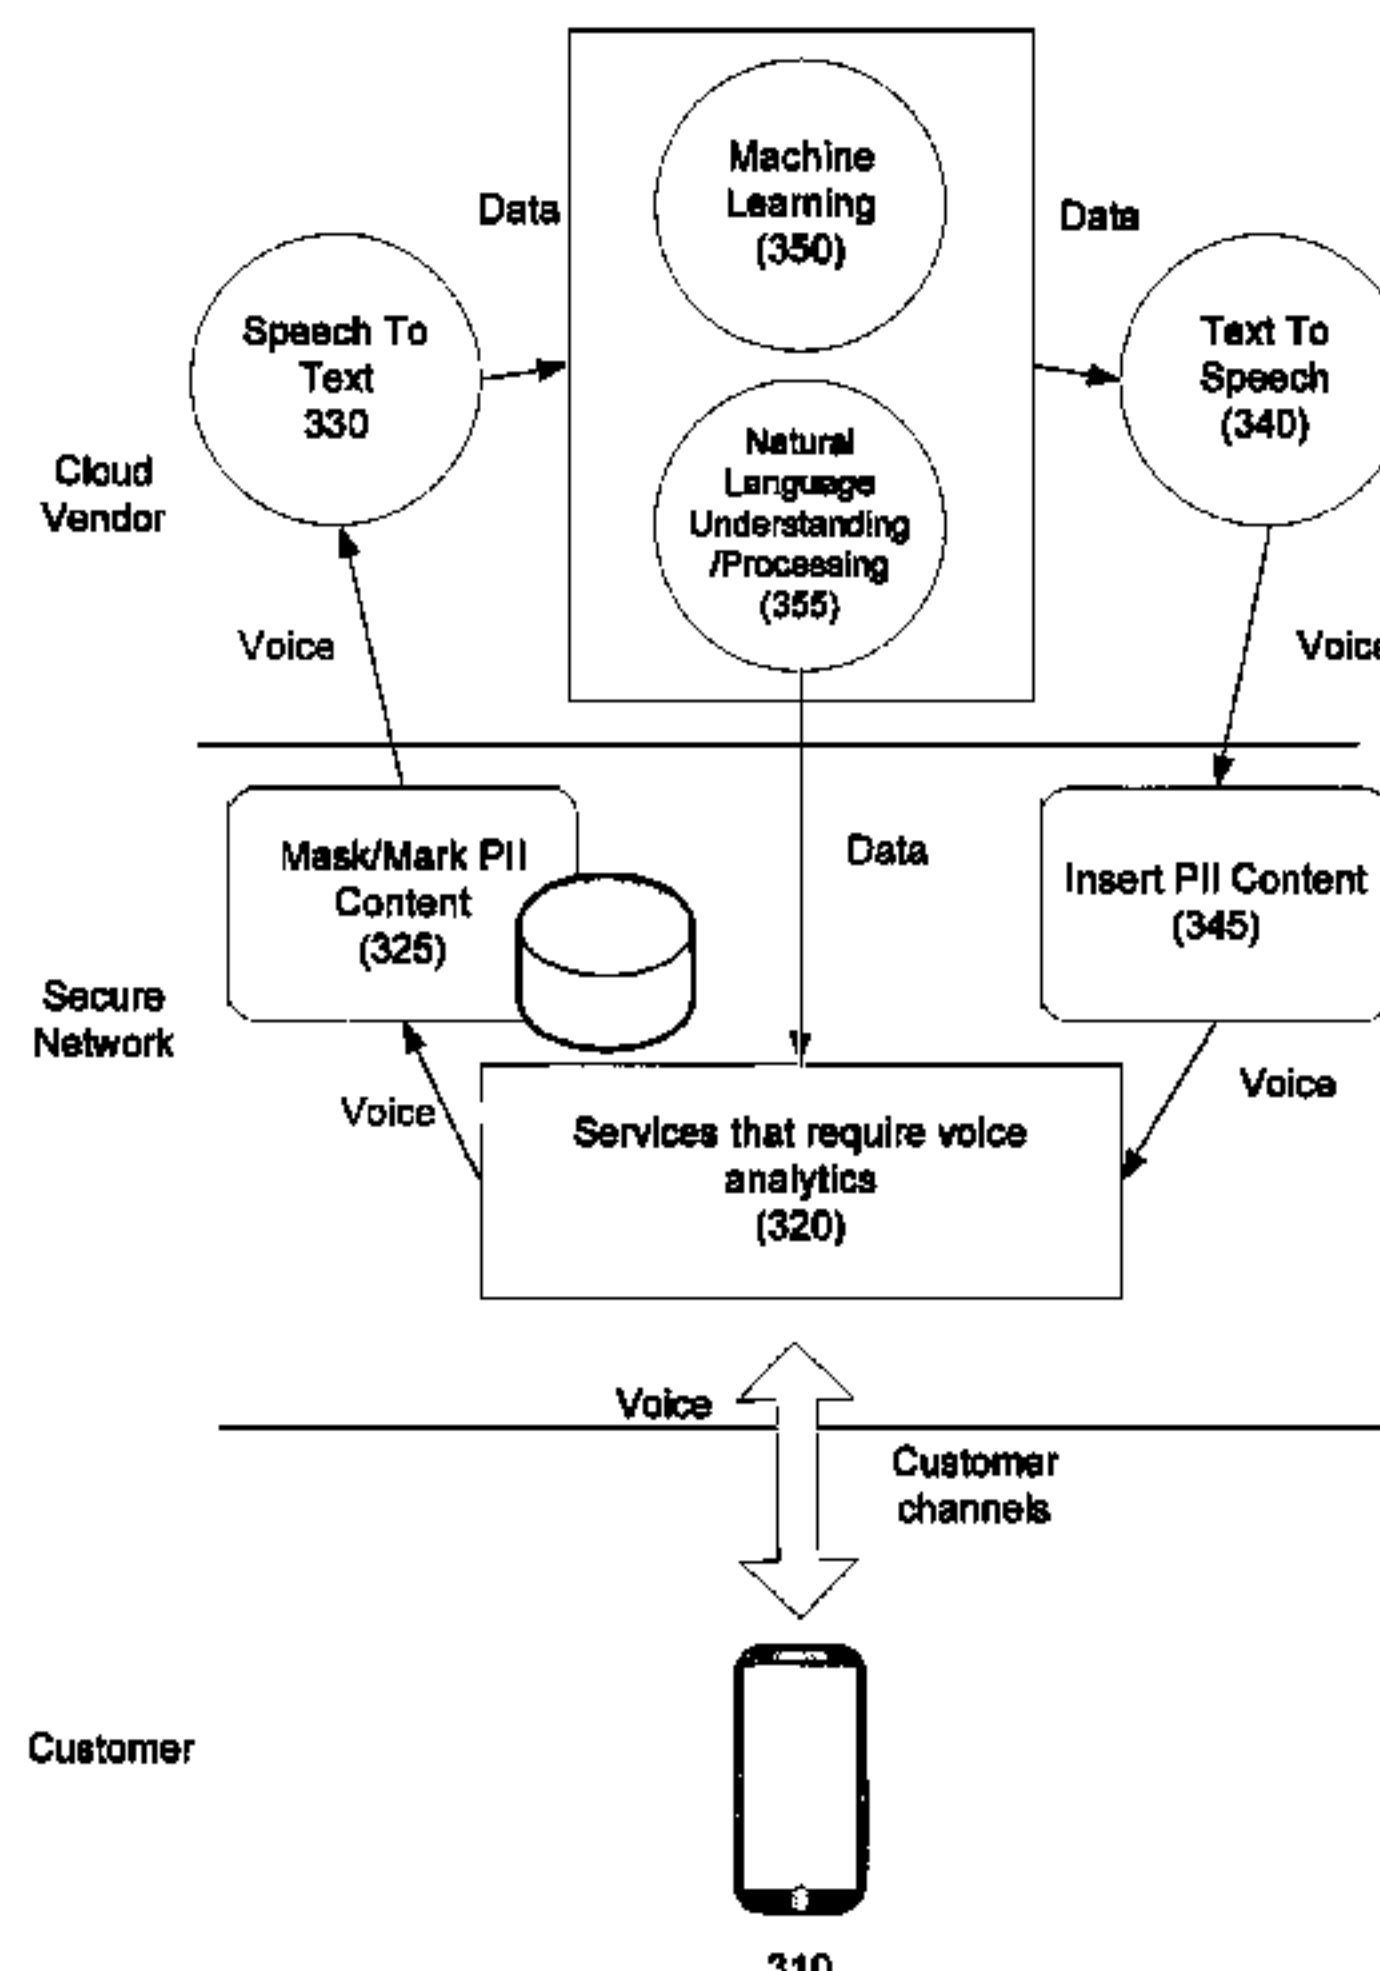 Machine
Learning
(350)
Data
Data
Speech To
Text
330
Text To
Speech
(340)
Natural
Language
Understanding
/Processing
(355)
Cloud
Vendor
Voice
Voice
Mask/Mark PII
Content
(325)
Data
Insert PII Content
(345)
Secure
Network
Voice
Voice
Services that require voice
analytics
(320)
Voice
Customer
channels
Customer
310